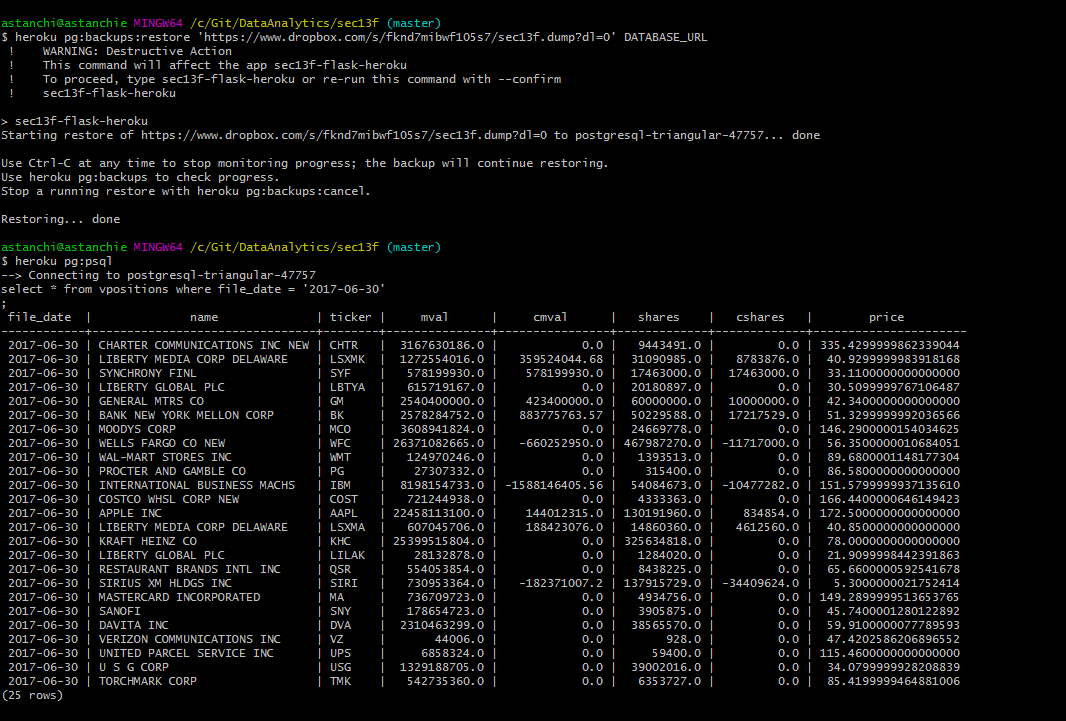 astanchi@astanchie MINGW64 /c/Git/DataAnalytics/sec13f (master)
$ heroku pg:backups:restore 'https://www.dropbox.com/s/fknd7mibwf105s7/sec13f.dump?dl=0' DATABASE_URL
 !    WARNING: Destructive Action
 !    This command will affect the app sec13f-flask-heroku
 !    To proceed, type sec13f-flask-heroku or re-run this command with --confirm
 !    sec13f-flask-heroku

> sec13f-flask-heroku
Starting restore of https://www.dropbox.com/s/fknd7mibwf105s7/sec13f.dump?dl=0 to postgresql-triangular-47757... done

Use Ctrl-C at any time to stop monitoring progress; the backup will continue restoring.
Use heroku pg:backups to check progress.
Stop a running restore with heroku pg:backups:cancel.

Restoring... done

astanchi@astanchie MINGW64 /c/Git/DataAnalytics/sec13f (master)
$ heroku pg:psql
--> Connecting to postgresql-triangular-47757
select * from vpositions where file_date = '2017-06-30'
;
 file_date  |              name              | ticker |     mval      |     cmval      |   shares    |   cshares   |        price
------------+--------------------------------+--------+---------------+----------------+-------------+-------------+----------------------
 2017-06-30 | CHARTER COMMUNICATIONS INC NEW | CHTR   |  3167630186.0 |            0.0 |   9443491.0 |         0.0 | 335.4299999862339044
 2017-06-30 | LIBERTY MEDIA CORP DELAWARE    | LSXMK  |  1272554016.0 |   359524044.68 |  31090985.0 |   8783876.0 |  40.9299999983918168
 2017-06-30 | SYNCHRONY FINL                 | SYF    |   578199930.0 |    578199930.0 |  17463000.0 |  17463000.0 |  33.1100000000000000
 2017-06-30 | LIBERTY GLOBAL PLC             | LBTYA  |   615719167.0 |            0.0 |  20180897.0 |         0.0 |  30.5099999767106487
 2017-06-30 | GENERAL MTRS CO                | GM     |  2540400000.0 |    423400000.0 |  60000000.0 |  10000000.0 |  42.3400000000000000
 2017-06-30 | BANK NEW YORK MELLON CORP      | BK     |  2578284752.0 |   883775763.57 |  50229588.0 |  17217529.0 |  51.3299999992036566
 2017-06-30 | MOODYS CORP                    | MCO    |  3608941824.0 |            0.0 |  24669778.0 |         0.0 | 146.2900000154034625
 2017-06-30 | WELLS FARGO CO NEW             | WFC    | 26371082665.0 |   -660252950.0 | 467987270.0 | -11717000.0 |  56.3500000010684051
 2017-06-30 | WAL-MART STORES INC            | WMT    |   124970246.0 |            0.0 |   1393513.0 |         0.0 |  89.6800001148177304
 2017-06-30 | PROCTER AND GAMBLE CO          | PG     |    27307332.0 |            0.0 |    315400.0 |         0.0 |  86.5800000000000000
 2017-06-30 | INTERNATIONAL BUSINESS MACHS   | IBM    |  8198154733.0 | -1588146405.56 |  54084673.0 | -10477282.0 | 151.5799999937135610
 2017-06-30 | COSTCO WHSL CORP NEW           | COST   |   721244938.0 |            0.0 |   4333363.0 |         0.0 | 166.4400000646149423
 2017-06-30 | APPLE INC                      | AAPL   | 22458113100.0 |    144012315.0 | 130191960.0 |    834854.0 | 172.5000000000000000
 2017-06-30 | LIBERTY MEDIA CORP DELAWARE    | LSXMA  |   607045706.0 |    188423076.0 |  14860360.0 |   4612560.0 |  40.8500000000000000
 2017-06-30 | KRAFT HEINZ CO                 | KHC    | 25399515804.0 |            0.0 | 325634818.0 |         0.0 |  78.0000000000000000
 2017-06-30 | LIBERTY GLOBAL PLC             | LILAK  |    28132878.0 |            0.0 |   1284020.0 |         0.0 |  21.9099998442391863
 2017-06-30 | RESTAURANT BRANDS INTL INC     | QSR    |   554053854.0 |            0.0 |   8438225.0 |         0.0 |  65.6600000592541678
 2017-06-30 | SIRIUS XM HLDGS INC            | SIRI   |   730953364.0 |   -182371007.2 | 137915729.0 | -34409624.0 |   5.3000000021752414
 2017-06-30 | MASTERCARD INCORPORATED        | MA     |   736709723.0 |            0.0 |   4934756.0 |         0.0 | 149.2899999513653765
 2017-06-30 | SANOFI                         | SNY    |   178654723.0 |            0.0 |   3905875.0 |         0.0 |  45.7400001280122892
 2017-06-30 | DAVITA INC                     | DVA    |  2310463299.0 |            0.0 |  38565570.0 |         0.0 |  59.9100000077789593
 2017-06-30 | VERIZON COMMUNICATIONS INC     | VZ     |       44006.0 |            0.0 |       928.0 |         0.0 |  47.4202586206896552
 2017-06-30 | UNITED PARCEL SERVICE INC      | UPS    |     6858324.0 |            0.0 |     59400.0 |         0.0 | 115.4600000000000000
 2017-06-30 | U S G CORP                     | USG    |  1329188705.0 |            0.0 |  39002016.0 |         0.0 |  34.0799999928208839
 2017-06-30 | TORCHMARK CORP                 | TMK    |   542735360.0 |            0.0 |   6353727.0 |         0.0 |  85.4199999464881006
(25 rows)